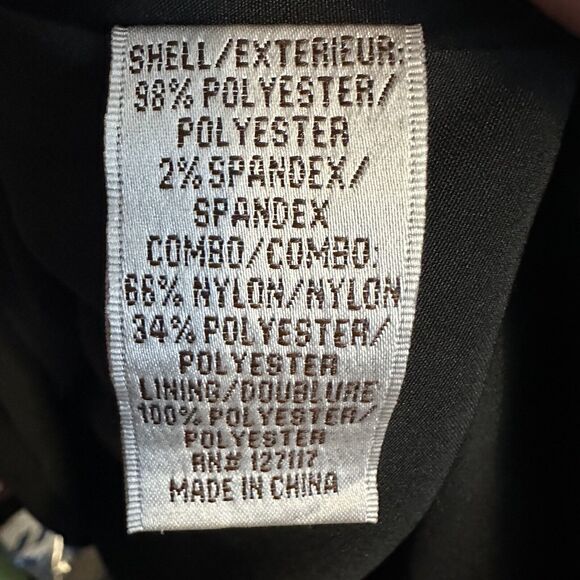 SHELL/EXTERIEUR:
98% POLYESTER/
POLYESTER
2% SPANDEX/
SPANDEX
COMBO/COMBO:
66% NYLON/NYLON
34% POLYESTER/
POLYESTER
LINING/DOUBLURE
100% POLYESTER/
POLYESTER
RN# 127117
MADE IN CHINA